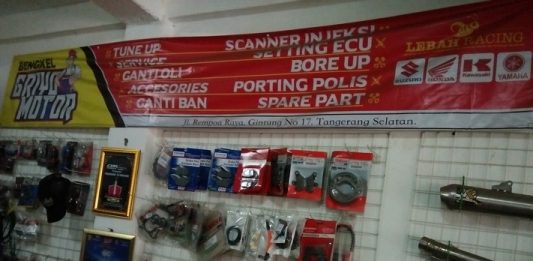 BENGKEL
GRIYO
MOTOR
TUNE UP
SERVICE
GANTI OLI
ACCESORIES
GANTI BAN
SCANNER INJEKSI
SETTING ECU
BORE UP
PORTING POLIS
SPARE PART
LEBAH RACING
SUZUKI
HONDA
Kawasaki
YAMAHA
Jl. Rempoa Raya, Gintung No 17. Tangerang Selatan.